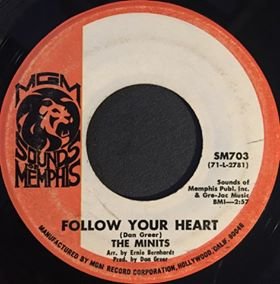 MGM
SOUNDS
OF
MEMPHIS
SM703
(71-L-2781)
Sounds of
Memphis Publ. Inc.
& Gre-Jac Music
BMI—2:57
FOLLOW YOUR HEART
(Dan Greer)
THE MINITS
Arr. by Ernie Bernhardt
Prod. by Dan Greer
MANUFACTURED BY MGM RECORD CORPORATION, HOLLYWOOD, CALIF. 90046